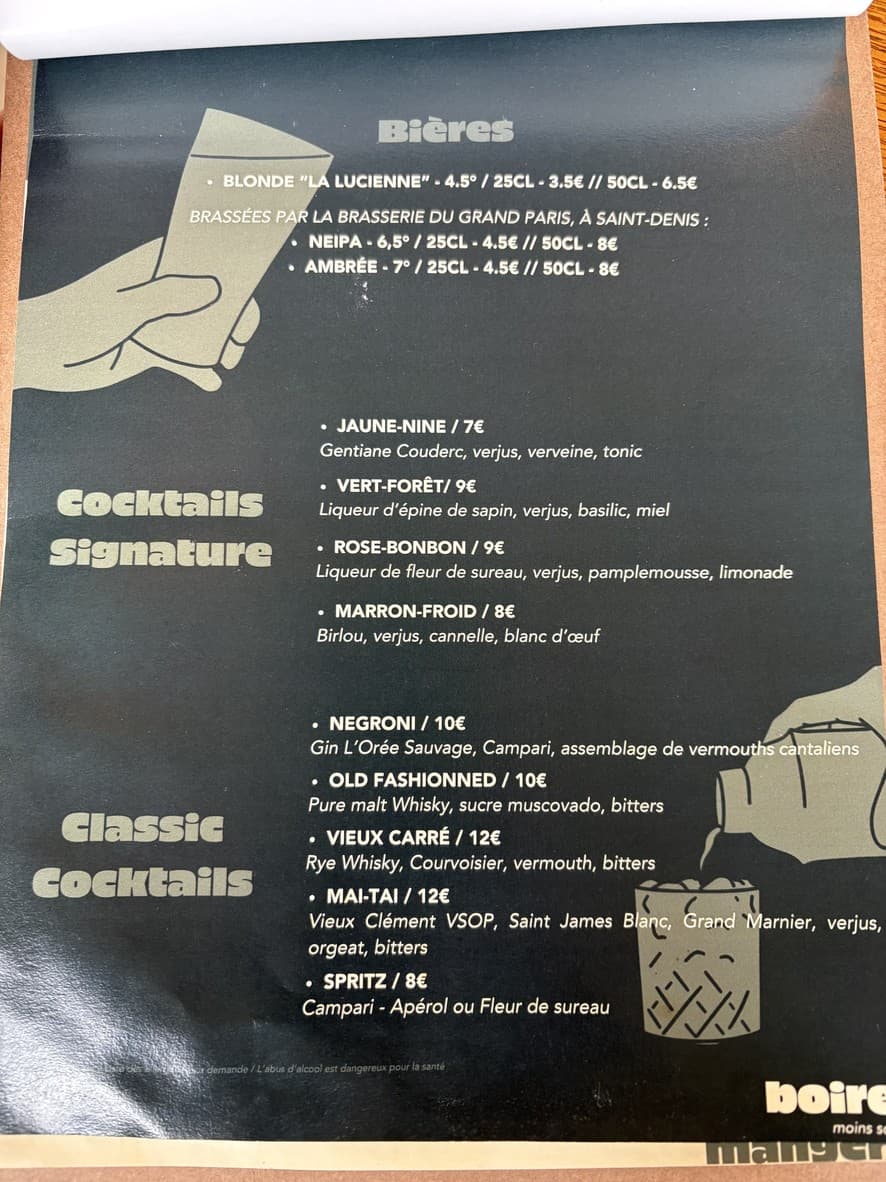 Bières
• BLONDE "LA LUCIENNE" - 4.5° / 25CL - 3.5€ // 50CL - 6.5€
BRASSÉES PAR LA BRASSERIE DU GRAND PARIS, À SAINT-DENIS :
• NEIPA - 6,5° / 25CL - 4.5€ // 50CL - 8€
• AMBRÉE - 7° / 25CL - 4.5€ // 50CL - 8€
Cocktails
Signature
• JAUNE-NINE / 7€
Gentiane Couderc, verjus, verveine, tonic
• VERT-FORÊT/ 9€
Liqueur d'épine de sapin, verjus, basilic, miel
• ROSE-BONBON / 9€
Liqueur de fleur de sureau, verjus, pamplemousse, limonade
• MARRON-FROID / 8€
Birlou, verjus, cannelle, blanc d'œuf
Classic
Cocktails
• NEGRONI / 10€
Gin L'Orée Sauvage, Campari, assemblage de vermouths cantaliens
• OLD FASHIONNED / 10€
Pure malt Whisky, sucre muscovado, bitters
• VIEUX CARRÉ / 12€
Rye Whisky, Courvoisier, vermouth, bitters
• MAI-TAI / 12€
Vieux Clément VSOP, Saint James Blanc, Grand Marnier, verjus,
orgeat, bitters
• SPRITZ / 8€
Campari - Apérol ou Fleur de sureau
demande / L'abus d'alcool est dangereux pour la santé
boire
moins
manger